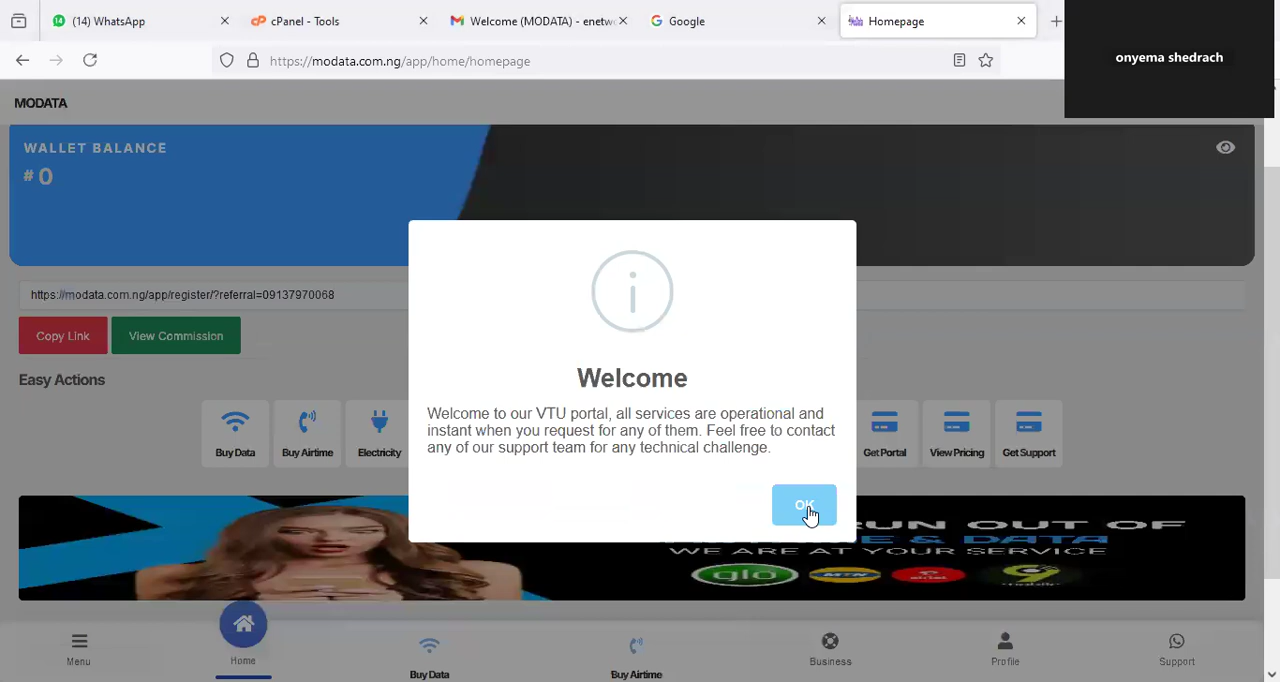 (14) WhatsApp
cPanel - Tools
Welcome (MODATA) - enetw
Google
Homepage
https://modata.com.ng/app/home/homepage
onyema shedrach
MODATA
WALLET BALANCE
# 0
https://modata.com.ng/app/register/?referral=09137970068
Copy Link
View Commission
Easy Actions
Buy Data
Buy Airtime
Electricity
Get Portal
View Pricing
Get Support
Welcome
Welcome to our VTU portal, all services are operational and
instant when you request for any of them. Feel free to contact
any of our support team for any technical challenge.
OK
RUN OUT OF
& DATA
WE ARE AT YOUR SERVICE
glo
MTN
airtel
9
Menu
Home
Buy Data
Buy Airtime
Business
Profile
Support